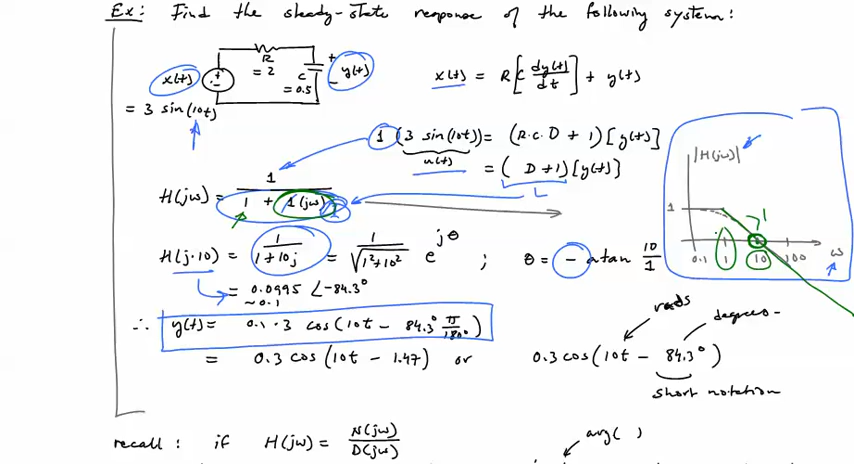 Ex: Find the steady-state response of the following system:
R
= 2
C
= 0.5
+
y(t)
-
x(t)
= 3 sin(10t)
x(t) = R[C dy(t)/dt] + y(t)
1 (3 sin(10t)) = (R.C. D + 1)[y(t)]
x(t)
= ( D + 1)[y(t)]
L
H(jω) = 1 / (1 + 1(jω))
H(j·10) = 1/(1+10j) = 1/√(1²+10²) e^jθ ; θ = - atan 10/1
= 0.0995 ∠-84.3°
~0.1
∴ y(t) = 0.1·3 cos(10t - 84.3° π/180°)
= 0.3 cos(10t - 1.47) or 0.3 cos(10t - 84.3°)
rads
degrees
short notation
|H(jω)|
1
0.1 1 10 100 ω
recall : if H(jω) = N(jω)/D(jω)
arg( )